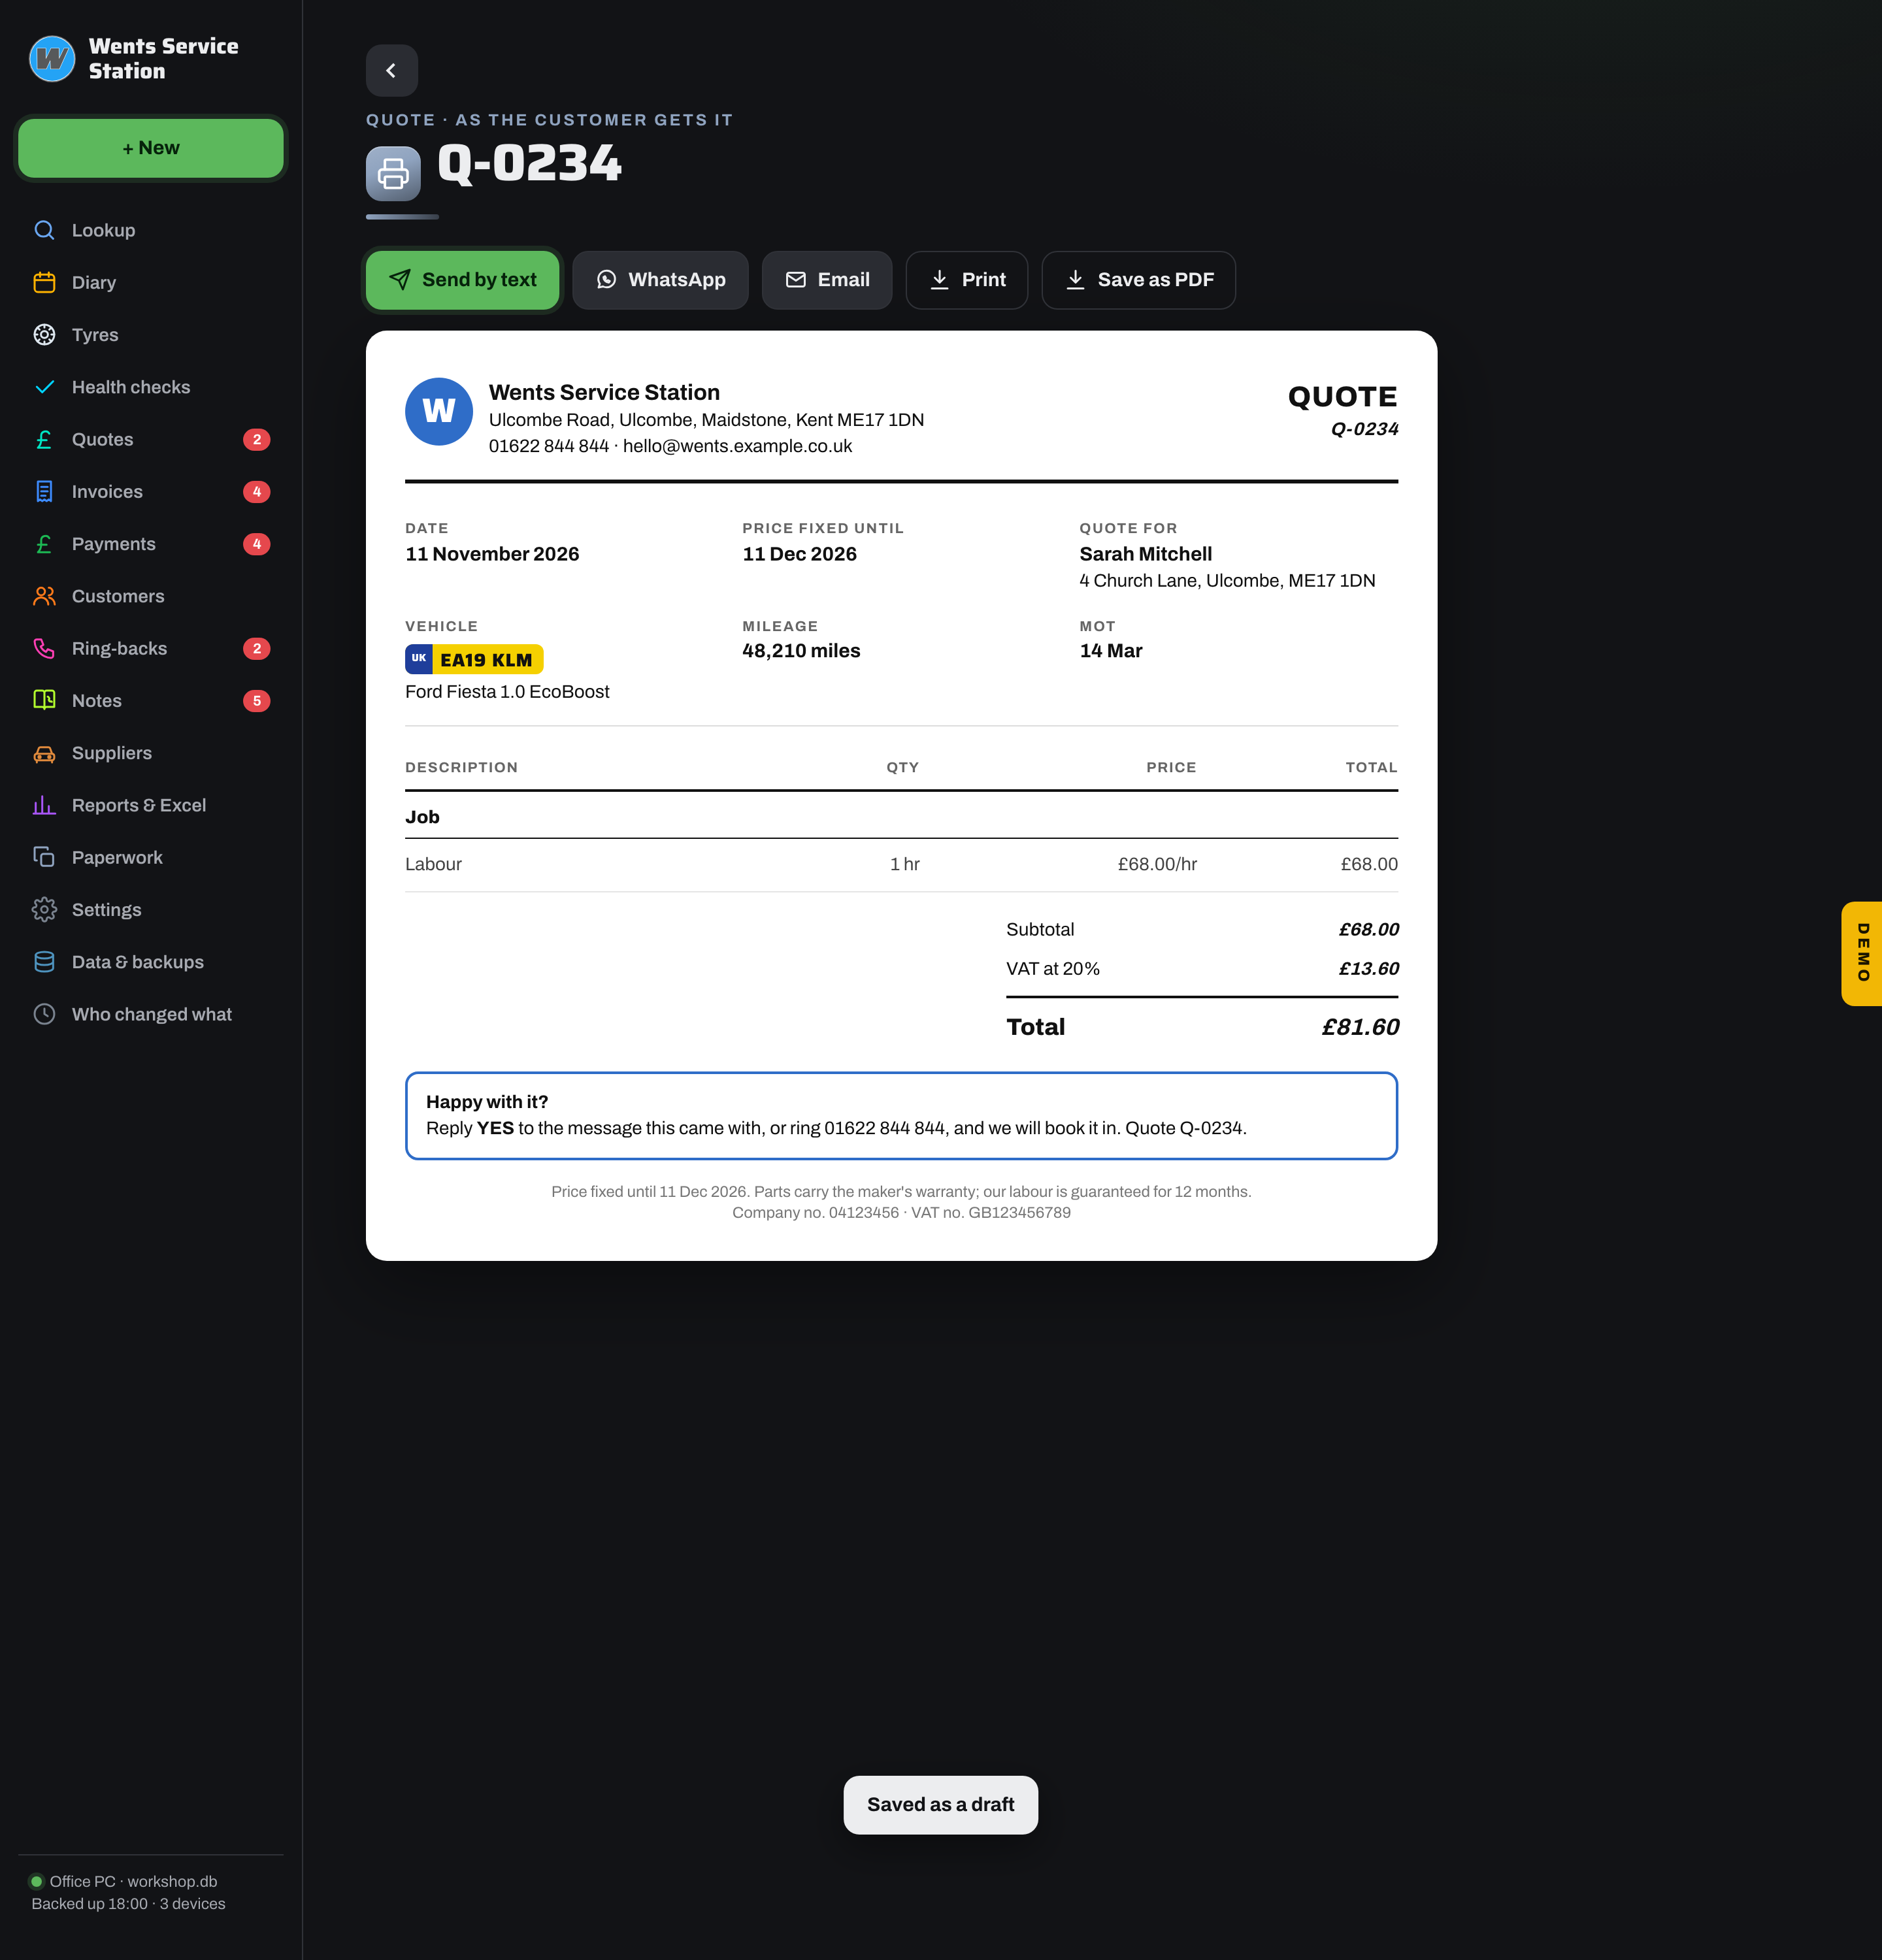 W
Wents Service
Station
+ New
Lookup
Diary
Tyres
Health checks
Quotes 2
Invoices 4
Payments 4
Customers
Ring-backs 2
Notes 5
Suppliers
Reports & Excel
Paperwork
Settings
Data & backups
Who changed what
Office PC · workshop.db
Backed up 18:00 · 3 devices
QUOTE · AS THE CUSTOMER GETS IT
Q-0234
Send by text
WhatsApp
Email
Print
Save as PDF
W
Wents Service Station
Ulcombe Road, Ulcombe, Maidstone, Kent ME17 1DN
01622 844 844 · hello@wents.example.co.uk
QUOTE
Q-0234
DATE
11 November 2026
PRICE FIXED UNTIL
11 Dec 2026
QUOTE FOR
Sarah Mitchell
4 Church Lane, Ulcombe, ME17 1DN
VEHICLE
UK EA19 KLM
Ford Fiesta 1.0 EcoBoost
MILEAGE
48,210 miles
MOT
14 Mar
DESCRIPTION QTY PRICE TOTAL
Job
Labour 1 hr £68.00/hr £68.00
Subtotal £68.00
VAT at 20% £13.60
Total £81.60
Happy with it?
Reply YES to the message this came with, or ring 01622 844 844, and we will book it in. Quote Q-0234.
Price fixed until 11 Dec 2026. Parts carry the maker's warranty; our labour is guaranteed for 12 months.
Company no. 04123456 · VAT no. GB123456789
DEMO
Saved as a draft